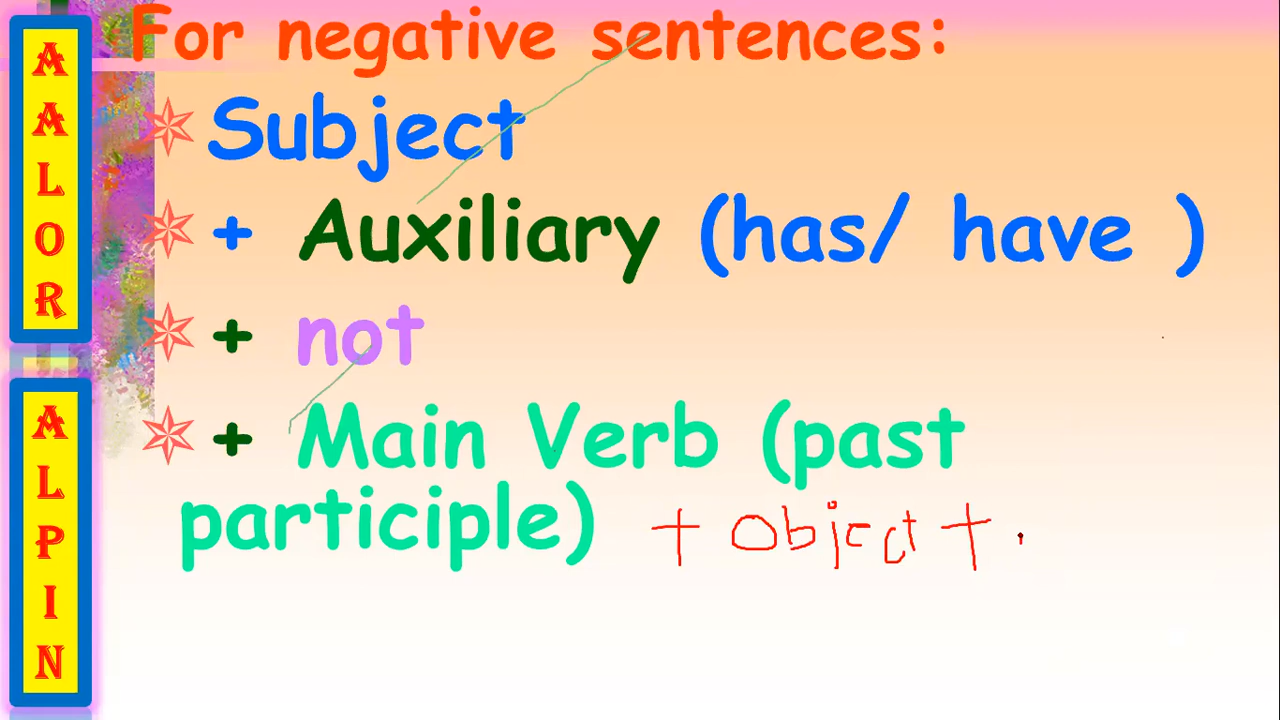 For negative sentences:
Subject
+ Auxiliary (has/ have )
+ not
+ Main Verb (past
participle) + Object + .
AALOR
ALPIN